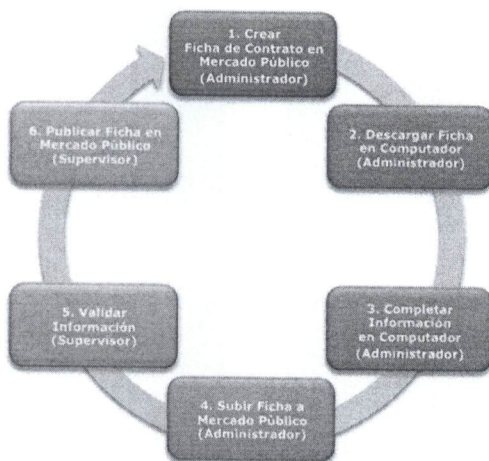 1. Crear
Ficha de Contrato en
Mercado Público
(Administrador)
2. Descargar Ficha
en Computador
(Administrador)
3. Completar
Información
en Computador
(Administrador)
4. Subir Ficha a
Mercado Público
(Administrador)
5. Validar
Información
(Supervisor)
6. Publicar Ficha en
Mercado Público
(Supervisor)